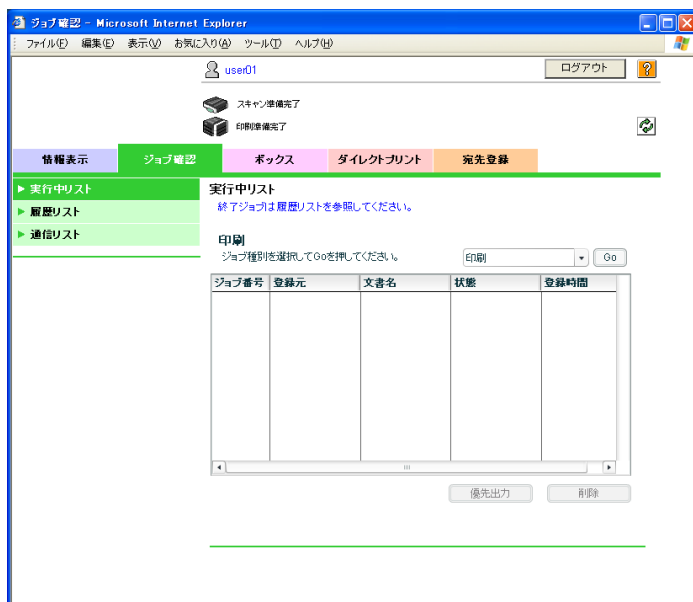 ジョブ確認 - Microsoft Internet Explorer
ファイル(F) 編集(E) 表示(V) お気に入り(A) ツール(T) ヘルプ(H)
user01 ログアウト ?
スキャン準備完了
印刷準備完了
情報表示 ジョブ確認 ボックス ダイレクトプリント 宛先登録
実行中リスト
履歴リスト
通信リスト
実行中リスト
終了ジョブは履歴リストを参照してください。
印刷
ジョブ種別を選択してGoを押してください。 印刷 Go
ジョブ番号 登録元 文書名 状態 登録時間
優先出力 削除